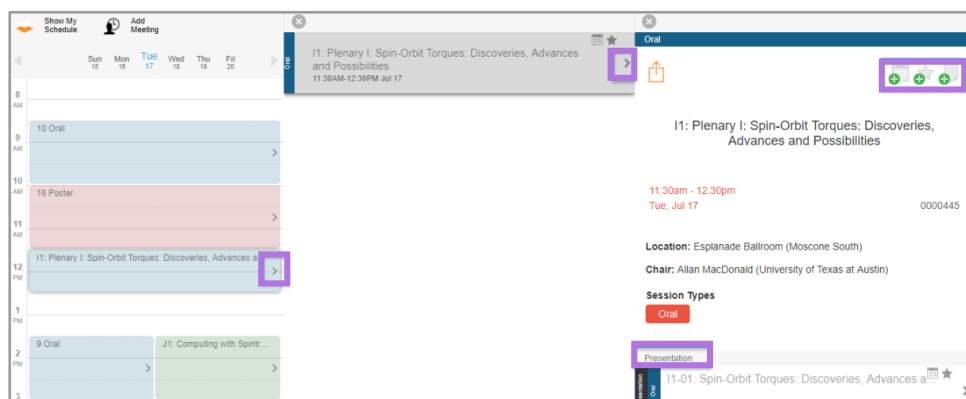 Show My
Schedule
Add
Meeting
Sun
15
Mon
16
Tue
17
Wed
18
Thu
19
Fri
20
8
AM
9
AM
10
AM
11
AM
12
PM
1
PM
2
PM
3
10 Oral
16 Poster
I1: Plenary I: Spin-Orbit Torques: Discoveries, Advances a
9 Oral
J1: Computing with Spintr...
Oral
23
I1: Plenary I: Spin-Orbit Torques: Discoveries, Advances
and Possibilities
11:30AM-12:30PM Jul 17
Oral
I1: Plenary I: Spin-Orbit Torques: Discoveries,
Advances and Possibilities
11:30am - 12:30pm
Tue, Jul 17
0000445
Location: Esplanade Ballroom (Moscone South)
Chair: Allan MacDonald (University of Texas at Austin)
Session Types
Oral
Presentation
esentation
Oral
I1-01: Spin-Orbit Torques: Discoveries, Advances a...
23